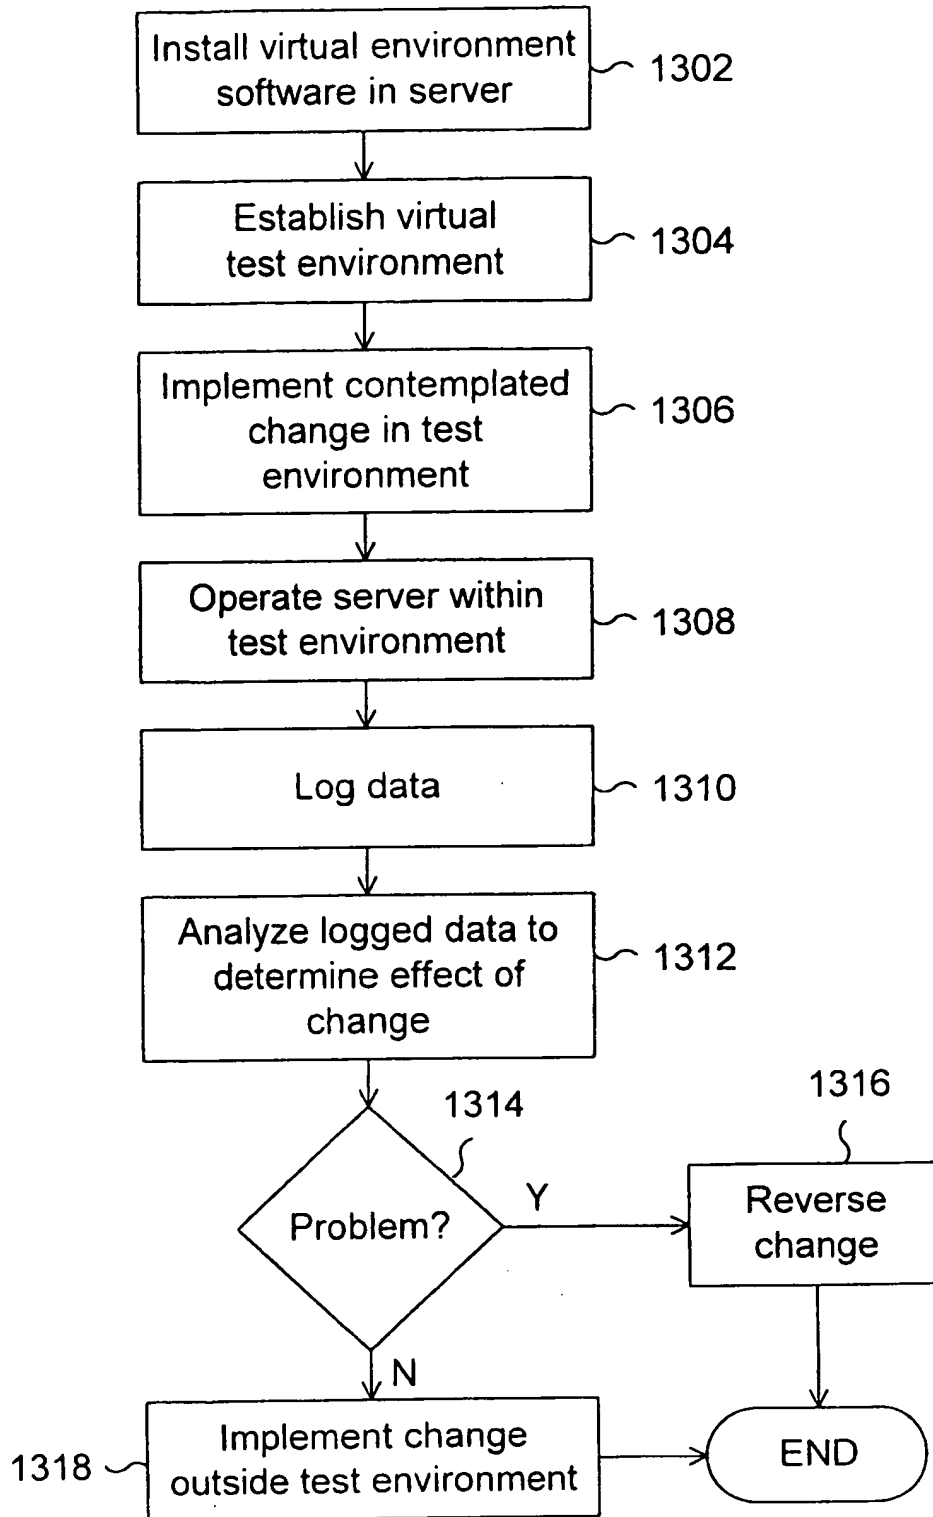 Install virtual environment
software in server
1302
Establish virtual
test environment
1304
Implement contemplated
change in test
environment
1306
Operate server within
test environment
1308
Log data
1310
Analyze logged data to
determine effect of
change
1312
1314
Problem?
Y
1316
Reverse
change
N
1318
Implement change
outside test environment
END